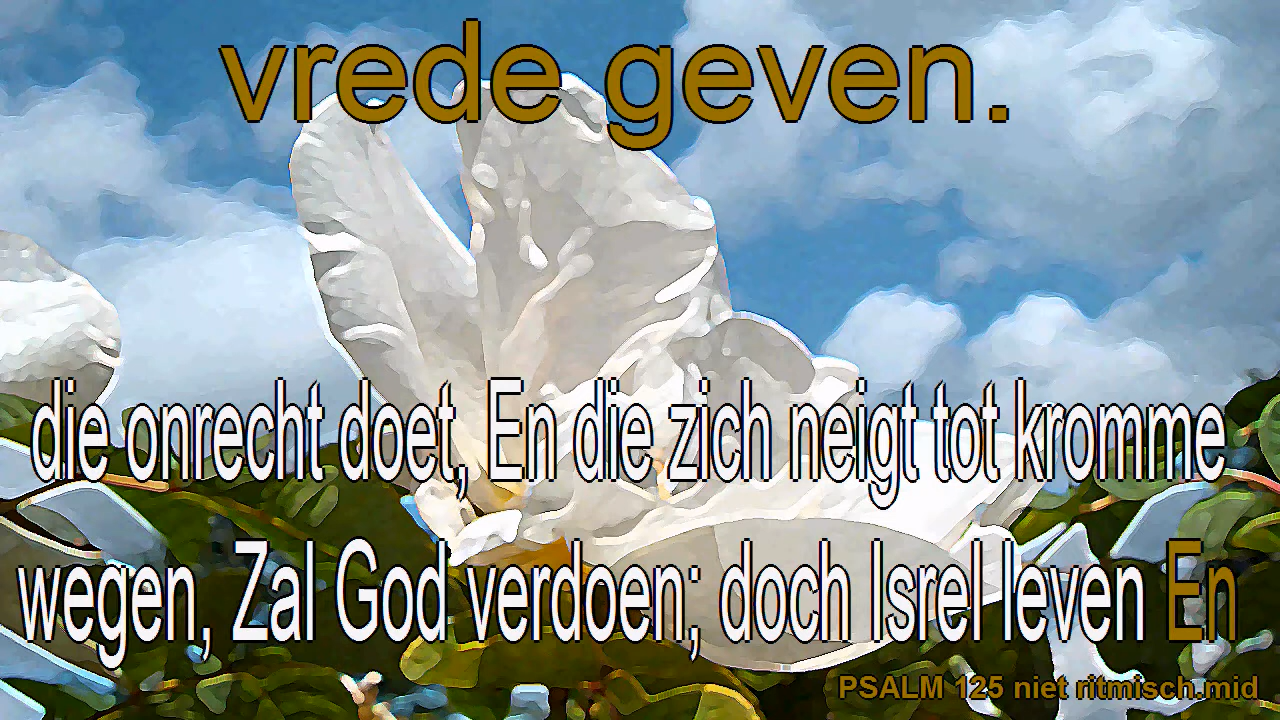 vrede geven.
die onrecht doet, En die zich neigt tot kromme
wegen, Zal God verdoen; doch Isrel leven En
PSALM 125 niet ritmisch.mid